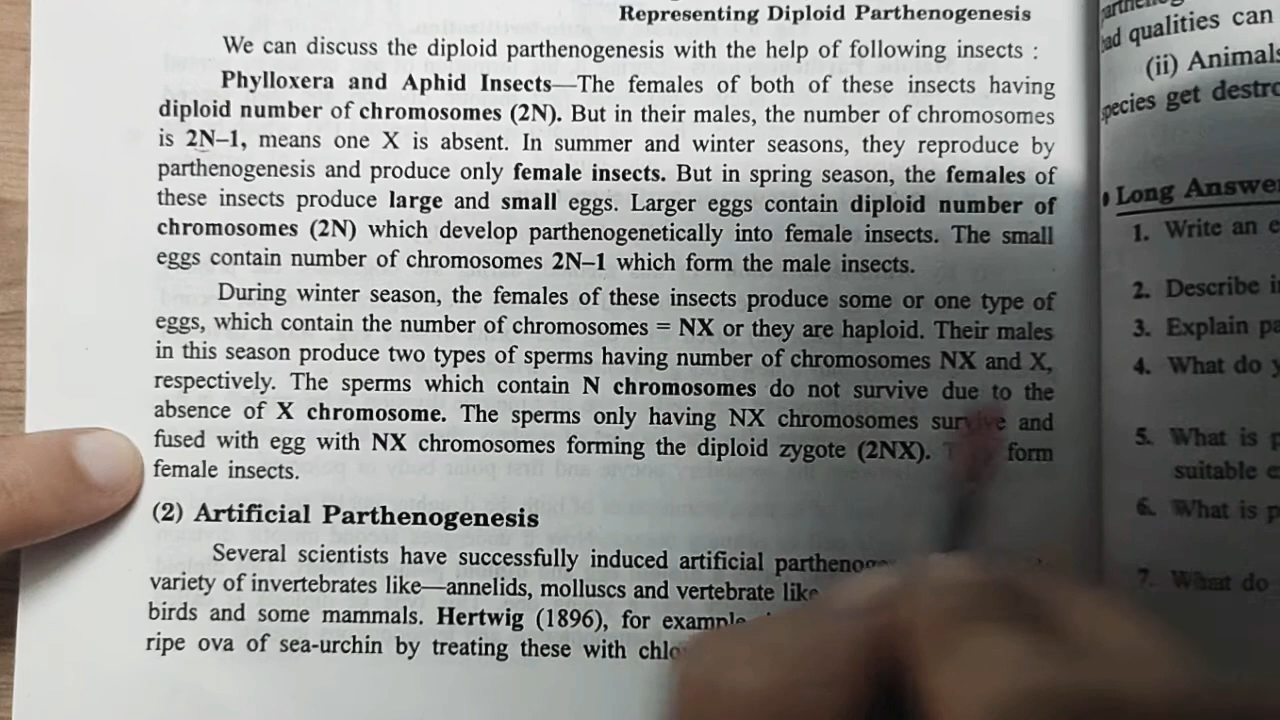 Representing Diploid Parthenogenesis
We can discuss the diploid parthenogenesis with the help of following insects :
Phylloxera and Aphid Insects—The females of both of these insects having
diploid number of chromosomes (2N). But in their males, the number of chromosomes
is 2N–1, means one X is absent. In summer and winter seasons, they reproduce by
parthenogenesis and produce only female insects. But in spring season, the females of
these insects produce large and small eggs. Larger eggs contain diploid number of
chromosomes (2N) which develop parthenogenetically into female insects. The small
eggs contain number of chromosomes 2N–1 which form the male insects.
During winter season, the females of these insects produce some or one type of
eggs, which contain the number of chromosomes = NX or they are haploid. Their males
in this season produce two types of sperms having number of chromosomes NX and X,
respectively. The sperms which contain N chromosomes do not survive due to the
absence of X chromosome. The sperms only having NX chromosomes survive and
fused with egg with NX chromosomes forming the diploid zygote (2NX). form
female insects.
(2) Artificial Parthenogenesis
Several scientists have successfully induced artificial
variety of invertebrates like—annelids, molluscs and vertebrate like
birds and some mammals. Hertwig (1896), for example
ripe ova of sea-urchin by treating these with
bad qualities can
(ii) Animals
species get
Long Answer
1. Write an
2. Describe
3. Explain
4. What do
5. What is
suitable
6. What is
7. What do